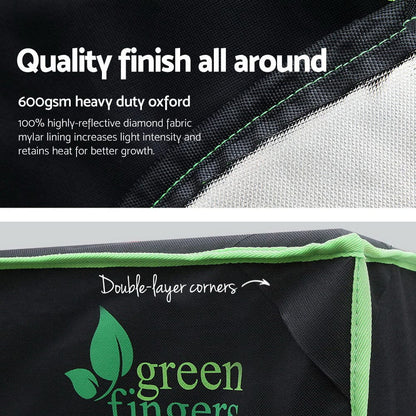 Quality finish all around
600gsm heavy duty oxford
100% highly-reflective diamond fabric
mylar lining increases light intensity and
retains heat for better growth.
Double-layer corners
green
fingers